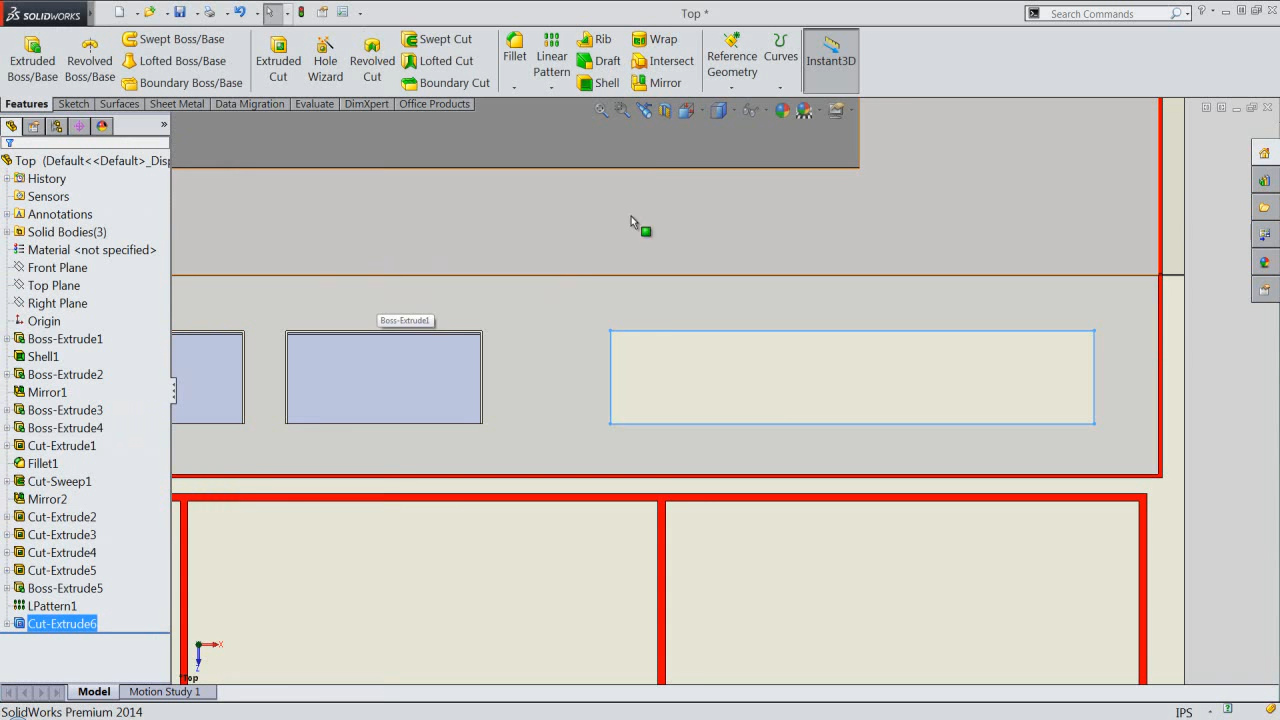 SOLIDWORKS
Top *
Search Commands
Extruded Boss/Base
Revolved Boss/Base
Swept Boss/Base
Lofted Boss/Base
Boundary Boss/Base
Extruded Cut
Hole Wizard
Revolved Cut
Swept Cut
Lofted Cut
Boundary Cut
Fillet
Linear Pattern
Rib
Draft
Shell
Wrap
Intersect
Mirror
Reference Geometry
Curves
Instant3D
Features
Sketch
Surfaces
Sheet Metal
Data Migration
Evaluate
DimXpert
Office Products
Top (Default<<Default>_Disp
History
Sensors
Annotations
Solid Bodies(3)
Material <not specified>
Front Plane
Top Plane
Right Plane
Origin
Boss-Extrude1
Shell1
Boss-Extrude2
Mirror1
Boss-Extrude3
Boss-Extrude4
Cut-Extrude1
Fillet1
Cut-Sweep1
Mirror2
Cut-Extrude2
Cut-Extrude3
Cut-Extrude4
Cut-Extrude5
Boss-Extrude5
LPattern1
Cut-Extrude6
Boss-Extrude1
X
Z
*Top
Model
Motion Study 1
SolidWorks Premium 2014
IPS